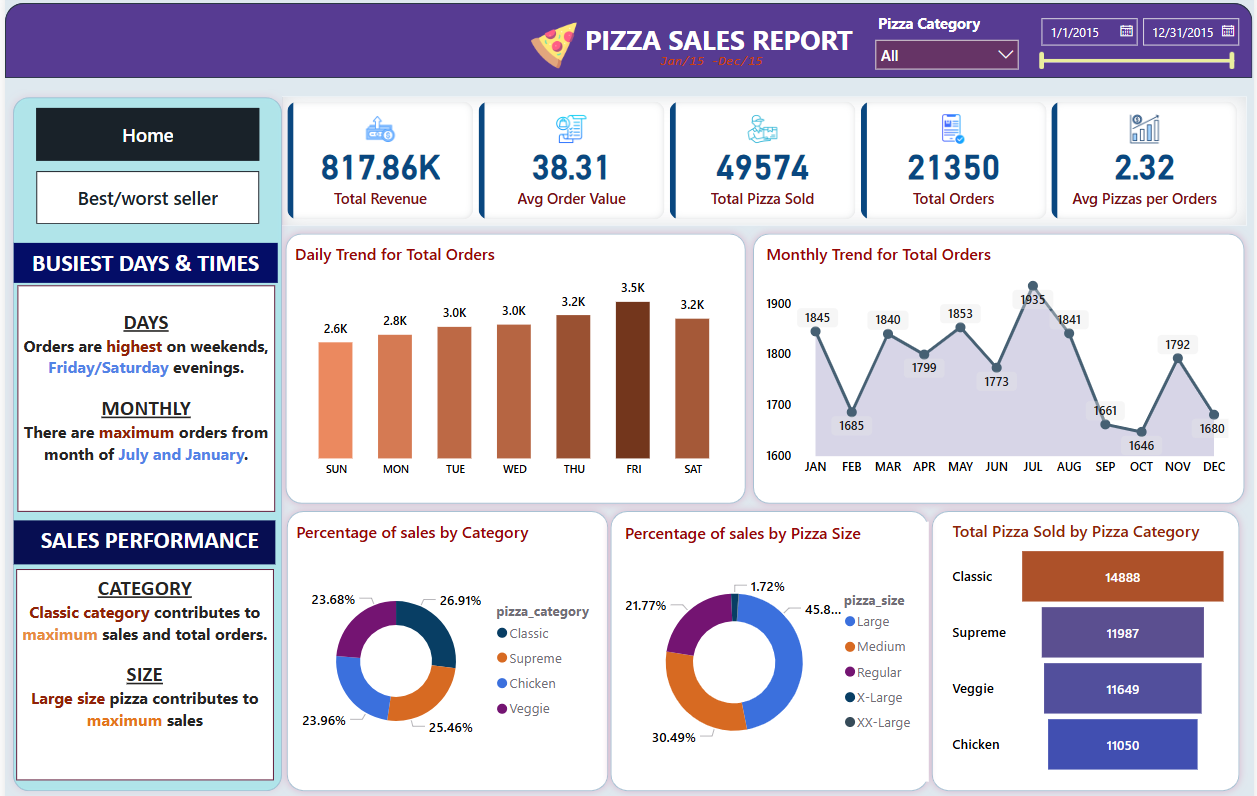 PIZZA SALES REPORT
Jan/15 -Dec/15
Pizza Category
All
1/1/2015
12/31/2015
Home
Best/worst seller
BUSIEST DAYS & TIMES
DAYS
Orders are highest on weekends,
Friday/Saturday evenings.
MONTHLY
There are maximum orders from
month of July and January.
SALES PERFORMANCE
CATEGORY
Classic category contributes to
maximum sales and total orders.
SIZE
Large size pizza contributes to
maximum sales
817.86K
Total Revenue
38.31
Avg Order Value
49574
Total Pizza Sold
21350
Total Orders
2.32
Avg Pizzas per Orders
Daily Trend for Total Orders
2.6K
2.8K
3.0K
3.0K
3.2K
3.5K
3.2K
SUN MON TUE WED THU FRI SAT
Monthly Trend for Total Orders
1900
1800
1700
1600
1845
1685
1840
1799
1853
1773
1935
1841
1661
1646
1792
1680
JAN FEB MAR APR MAY JUN JUL AUG SEP OCT NOV DEC
Percentage of sales by Category
23.68%
26.91%
23.96%
25.46%
pizza_category
Classic
Supreme
Chicken
Veggie
Percentage of sales by Pizza Size
1.72%
21.77%
45.8...
30.49%
pizza_size
Large
Medium
Regular
X-Large
XX-Large
Total Pizza Sold by Pizza Category
Classic 14888
Supreme 11987
Veggie 11649
Chicken 11050